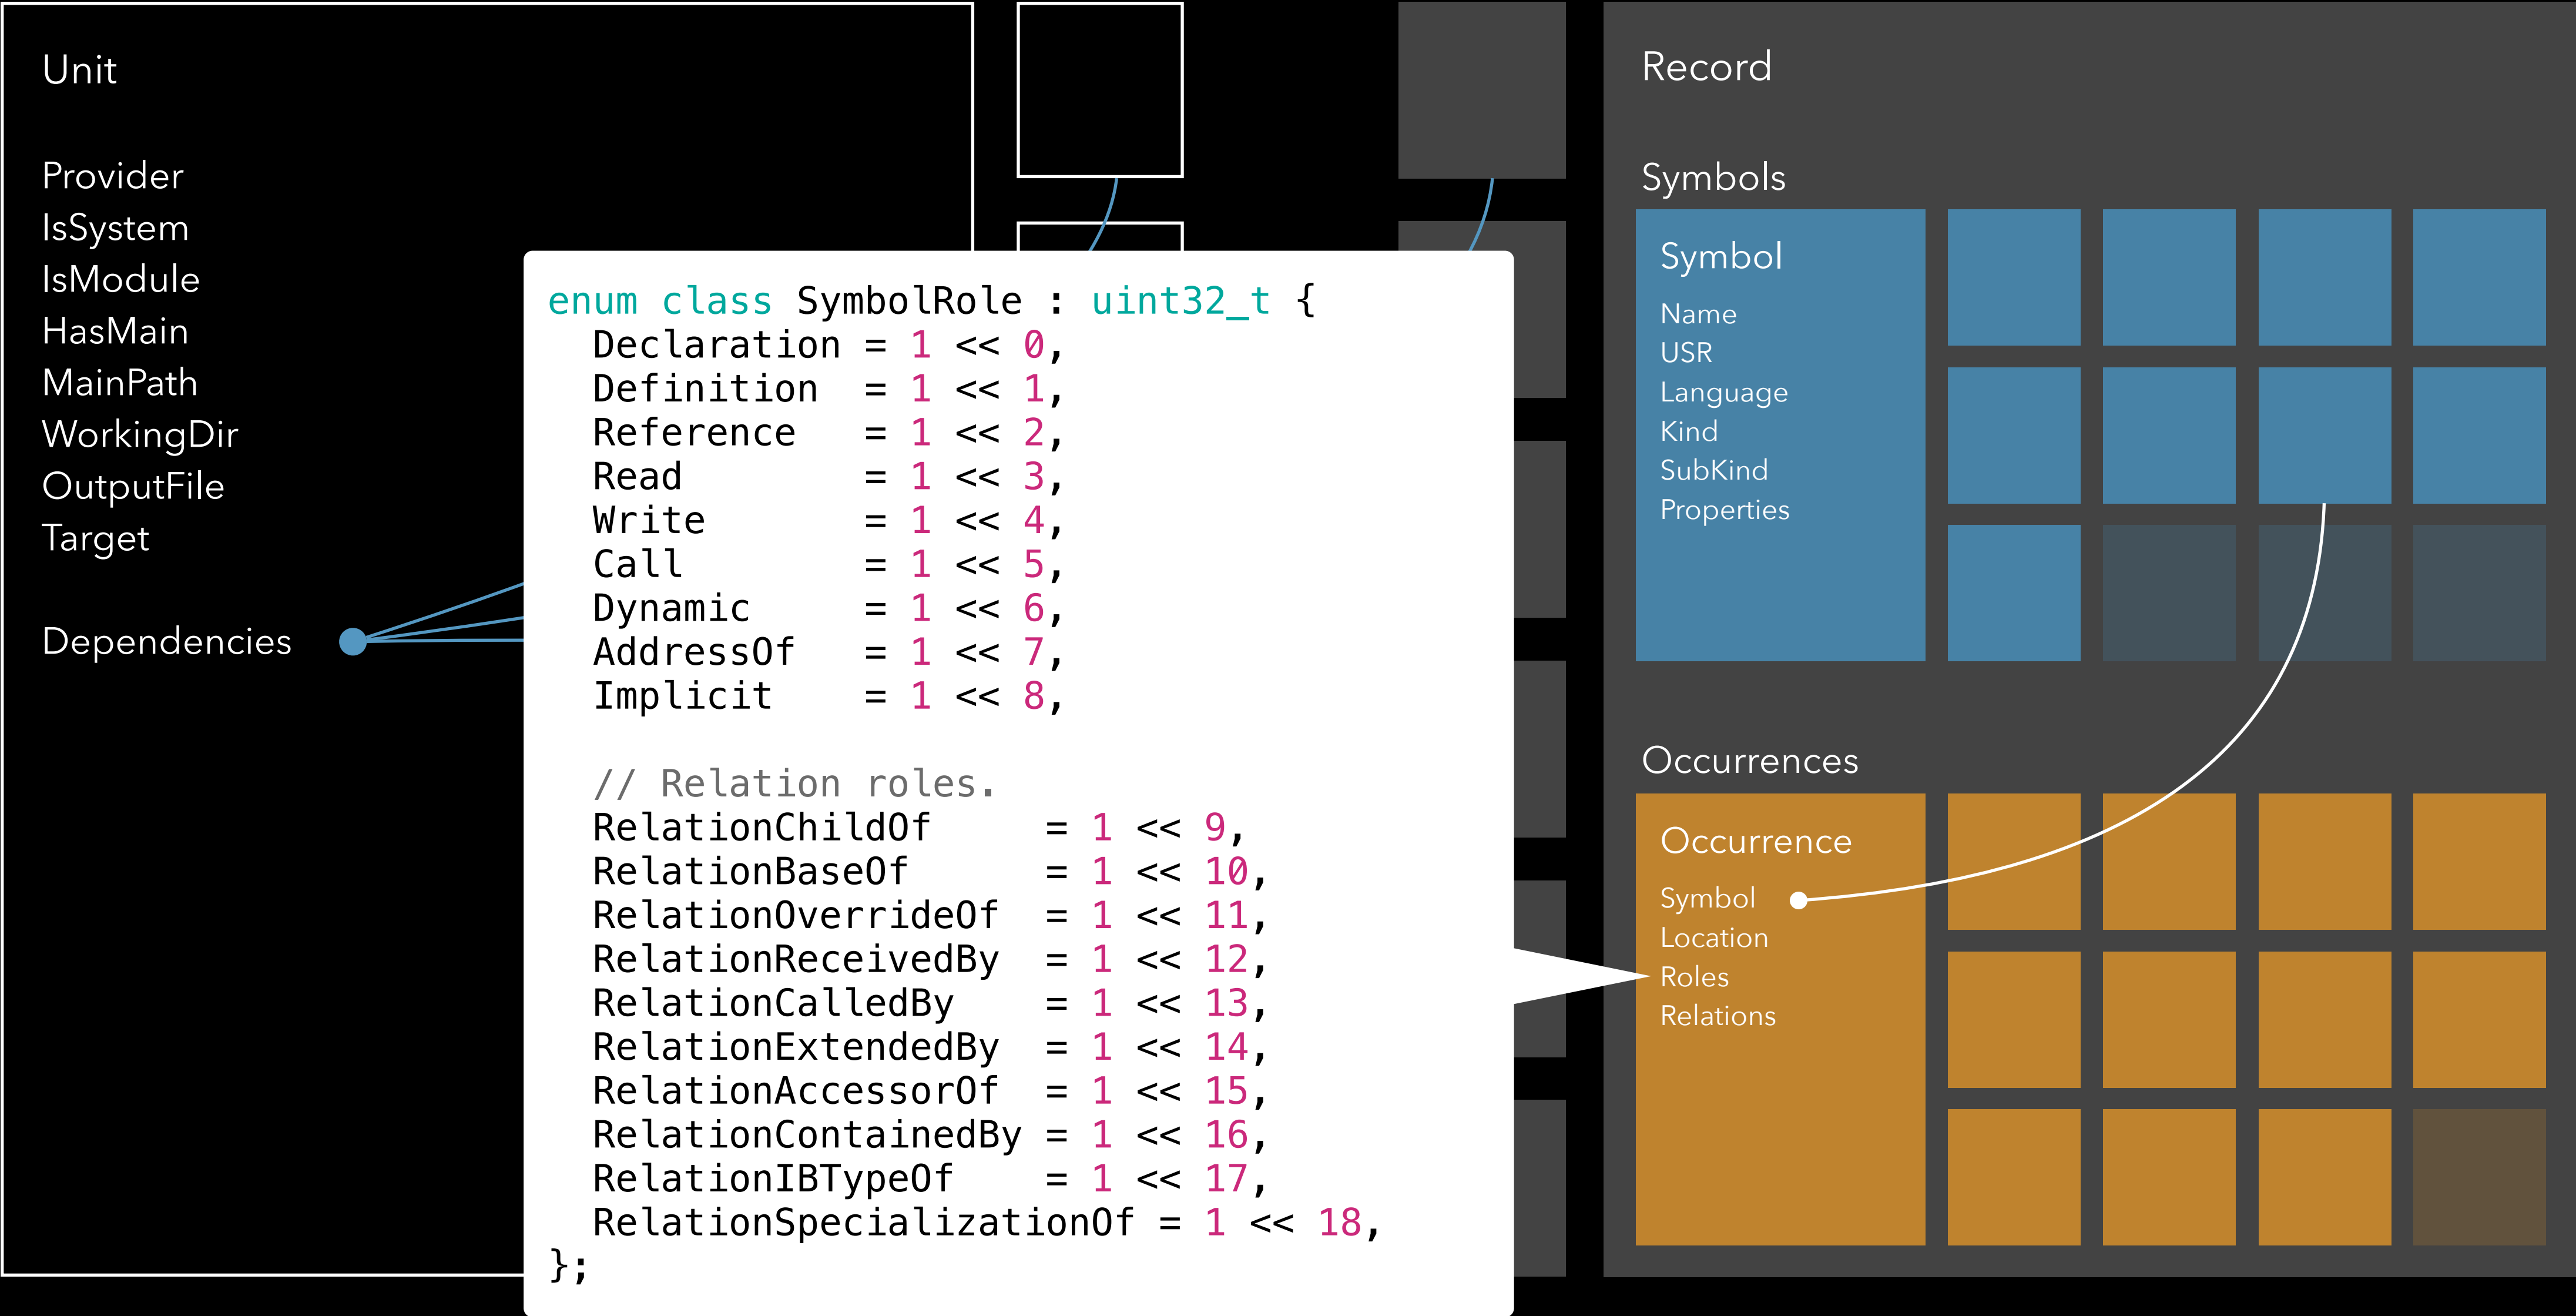 Unit
Provider
IsSystem
IsModule
HasMain
MainPath
WorkingDir
OutputFile
Target
Dependencies
enum class SymbolRole : uint32_t {
  Declaration = 1 << 0,
  Definition  = 1 << 1,
  Reference   = 1 << 2,
  Read        = 1 << 3,
  Write       = 1 << 4,
  Call        = 1 << 5,
  Dynamic     = 1 << 6,
  AddressOf   = 1 << 7,
  Implicit    = 1 << 8,
  // Relation roles.
  RelationChildOf     = 1 << 9,
  RelationBaseOf      = 1 << 10,
  RelationOverrideOf  = 1 << 11,
  RelationReceivedBy  = 1 << 12,
  RelationCalledBy    = 1 << 13,
  RelationExtendedBy  = 1 << 14,
  RelationAccessorOf  = 1 << 15,
  RelationContainedBy = 1 << 16,
  RelationIBTypeOf    = 1 << 17,
  RelationSpecializationOf = 1 << 18,
};
Record
Symbols
Symbol
Name
USR
Language
Kind
SubKind
Properties
Occurrences
Occurrence
Symbol
Location
Roles
Relations